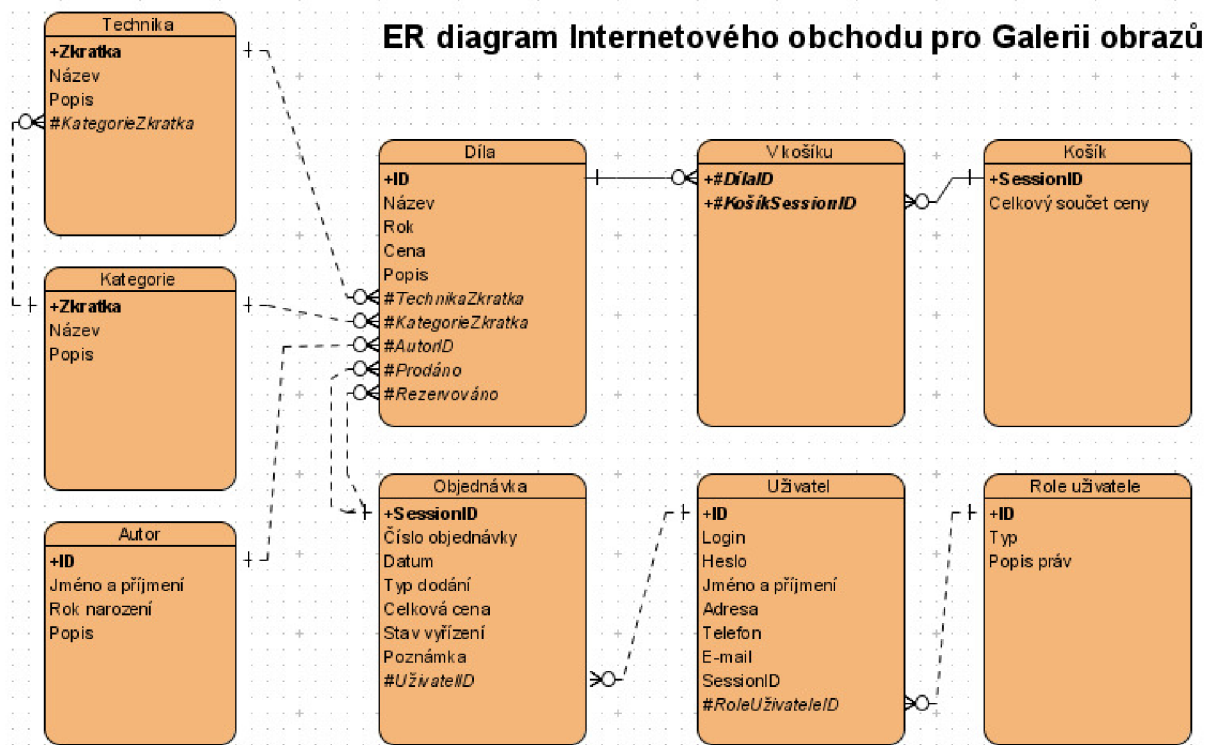 ER diagram Internetového obchodu pro Galerii obrazů
Technika
+Zkratka
Název
Popis
#KategorieZkratka
Kategorie
+Zkratka
Název
Popis
Autor
+ID
Jméno a příjmení
Rok narození
Popis
Díla
+ID
Název
Rok
Cena
Popis
#TechnikaZkratka
#KategorieZkratka
#AutorID
#Prodáno
#Rezervováno
V košíku
+#DílaID
+#KošíkSessionID
Košík
+SessionID
Celkový součet ceny
Objednávka
+SessionID
Číslo objednávky
Datum
Typ dodání
Celková cena
Stav vyřízení
Poznámka
#UživatelID
Uživatel
+ID
Login
Heslo
Jméno a příjmení
Adresa
Telefon
E-mail
SessionID
#RoleUživateleID
Role uživatele
+ID
Typ
Popis práv